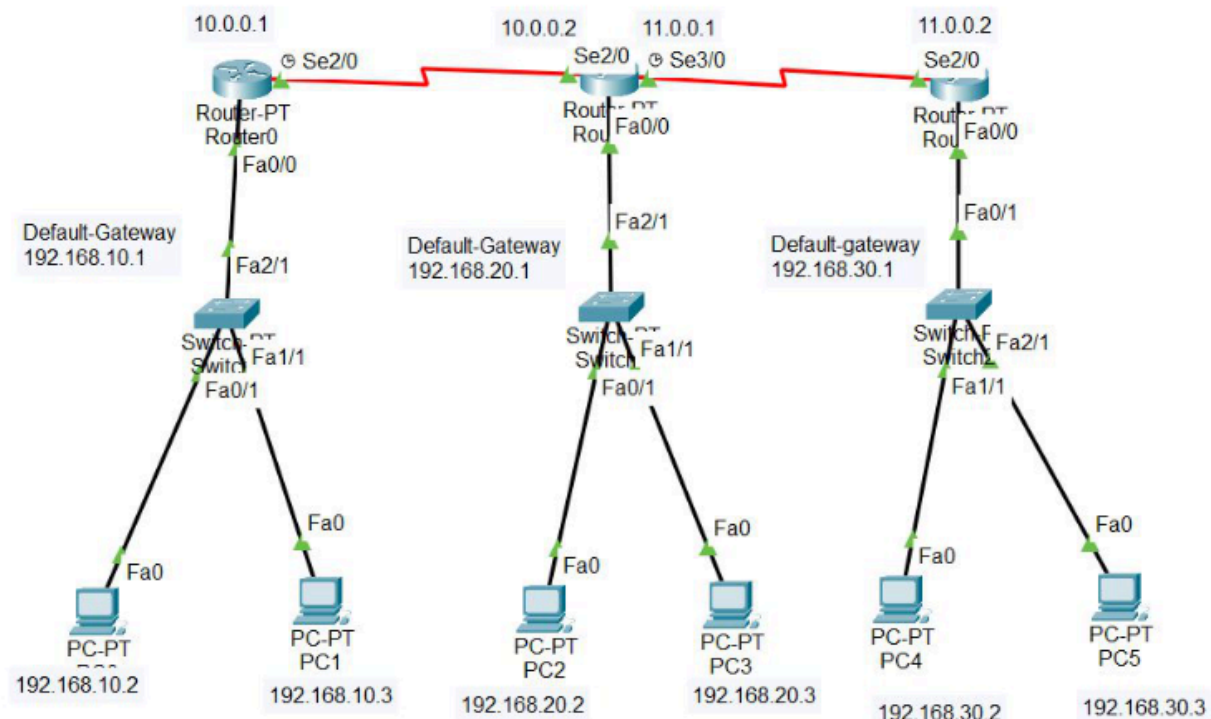 10.0.0.1
10.0.0.2
11.0.0.1
11.0.0.2
Se2/0
Se2/0
Se3/0
Se2/0
Router-PT
Router0
Fa0/0
Fa0/0
Fa0/0
Default-Gateway
192.168.10.1
Fa2/1
Default-Gateway
192.168.20.1
Fa2/1
Default-gateway
192.168.30.1
Fa0/1
Fa1/1
Fa0/1
Fa1/1
Fa0/1
Fa2/1
Fa1/1
Fa0
Fa0
Fa0
Fa0
Fa0
Fa0
PC-PT
192.168.10.2
PC-PT
PC1
192.168.10.3
PC-PT
PC2
192.168.20.2
PC-PT
PC3
192.168.20.3
PC-PT
PC4
192.168.30.2
PC-PT
PC5
192.168.30.3